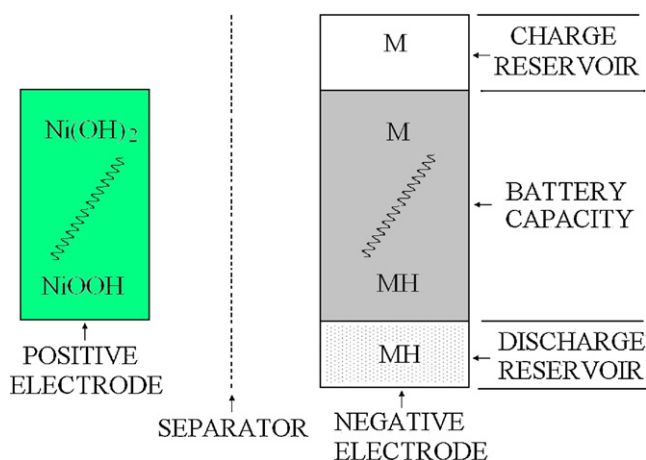 M
CHARGE
RESERVOIR
Ni(OH)2
M
BATTERY
CAPACITY
NiOOH
MH
POSITIVE
ELECTRODE
MH
DISCHARGE
RESERVOIR
SEPARATOR
NEGATIVE
ELECTRODE